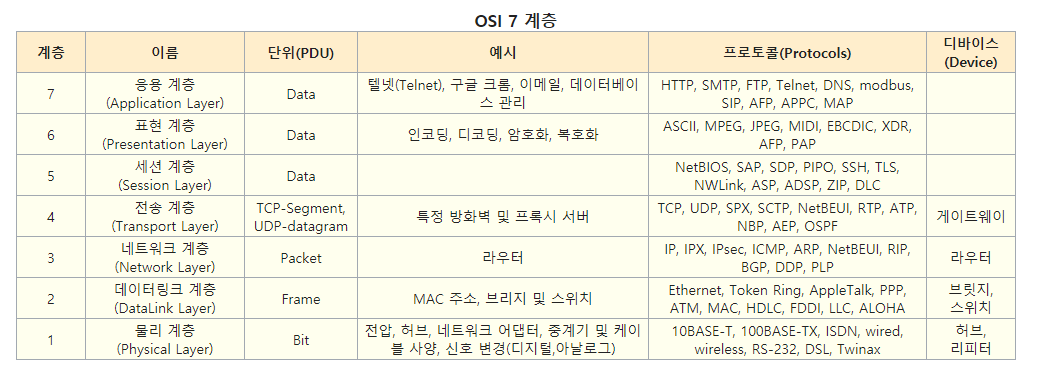 OSI 7 계층
계층 이름 단위(PDU) 예시 프로토콜(Protocols) 디바이스
(Device)
7
응용 계층
(Application Layer)
Data
텔넷(Telnet), 구글 크롬, 이메일, 데이터베이
스 관리
HTTP, SMTP, FTP, Telnet, DNS, modbus,
SIP, AFP, APPC, MAP
6
표현 계층
(Presentation Layer)
Data
인코딩, 디코딩, 암호화, 복호화
ASCII, MPEG, JPEG, MIDI, EBCDIC, XDR,
AFP, PAP
5
세션 계층
(Session Layer)
Data
NetBIOS, SAP, SDP, PIPO, SSH, TLS,
NWLink, ASP, ADSP, ZIP, DLC
4
전송 계층
(Transport Layer)
TCP-Segment,
UDP-datagram
특정 방화벽 및 프록시 서버
TCP, UDP, SPX, SCTP, NetBEUI, RTP, ATP,
NBP, AEP, OSPF
게이트웨이
3
네트워크 계층
(Network Layer)
Packet
라우터
IP, IPX, IPsec, ICMP, ARP, NetBEUI, RIP,
BGP, DDP, PLP
라우터
2
데이터링크 계층
(DataLink Layer)
Frame
MAC 주소, 브리지 및 스위치
Ethernet, Token Ring, AppleTalk, PPP,
ATM, MAC, HDLC, FDDI, LLC, ALOHA
브릿지,
스위치
1
물리 계층
(Physical Layer)
Bit
전압, 허브, 네트워크 어댑터, 중계기 및 케이
블 사양, 신호 변경(디지털,아날로그)
10BASE-T, 100BASE-TX, ISDN, wired,
wireless, RS-232, DSL, Twinax
허브,
리피터